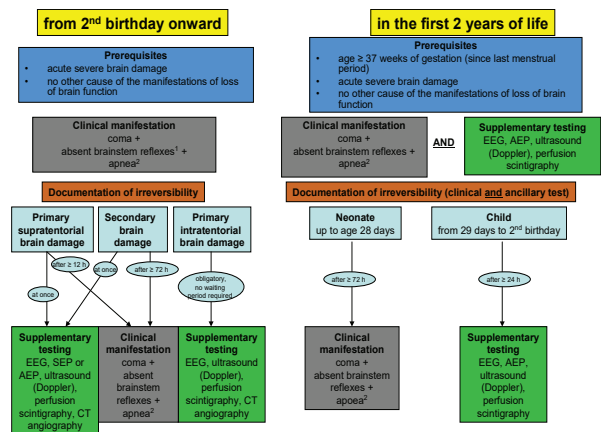 from 2nd birthday onward
Prerequisites
• acute severe brain damage
• no other cause of the manifestations of loss
of brain function
Clinical manifestation
coma +
absent brainstem reflexes1 +
apnea2
Documentation of irreversibility
Primary
supratentorial
brain damage
Secondary
brain
damage
Primary
intratentorial
brain damage
after ≥ 12 h
at once
after ≥ 72 h
at once
obligatory,
no waiting
period required
Supplementary
testing
EEG, SEP or
AEP, ultrasound
(Doppler),
perfusion
scintigraphy, CT
angiography
Clinical
manifestation
coma +
absent
brainstem
reflexes +
apnea2
Supplementary
testing
EEG, ultrasound
(Doppler),
perfusion
scintigraphy, CT
angiography
in the first 2 years of life
Prerequisites
• age ≥ 37 weeks of gestation (since last menstrual
period)
• acute severe brain damage
• no other cause of the manifestations of loss of brain
function
Clinical manifestation
coma +
absent brainstem reflexes +
apnea2
AND
Supplementary testing
EEG, AEP, ultrasound
(Doppler), perfusion
scintigraphy
Documentation of irreversibility (clinical and ancillary test)
Neonate
up to age 28 days
Child
from 29 days to 2nd birthday
after ≥ 72 h
after ≥ 24 h
Clinical
manifestation
coma +
absent brainstem
reflexes +
apoea2
Supplementary
testing
EEG, AEP,
ultrasound
(Doppler),
perfusion
scintigraphy